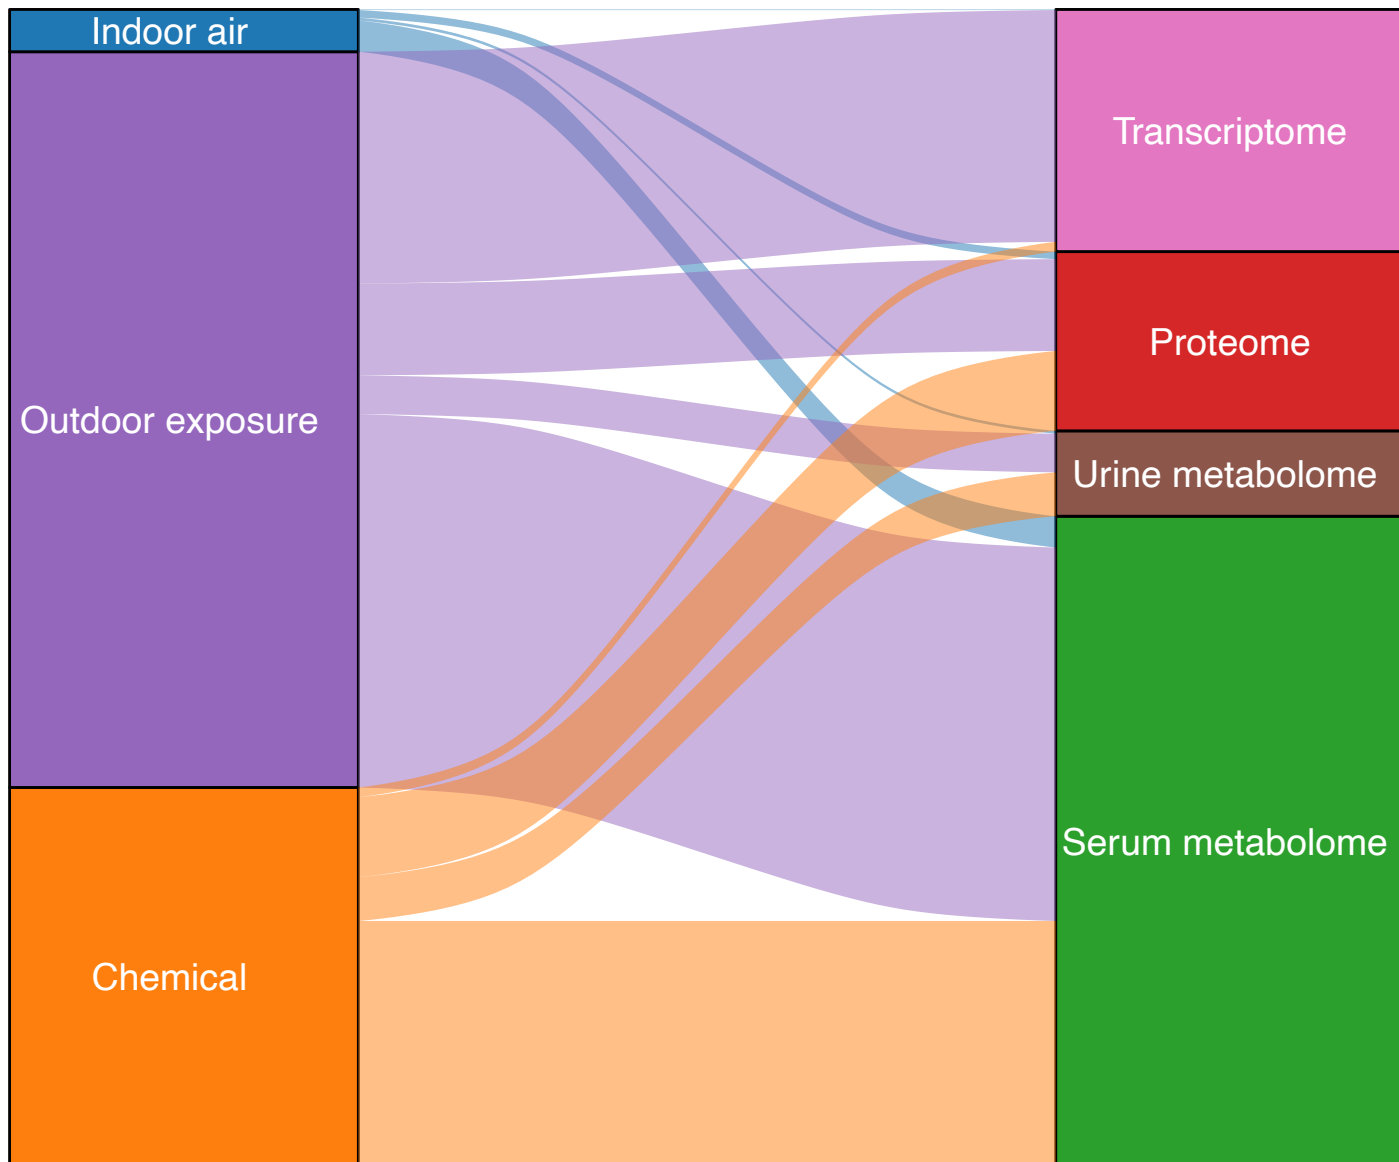 Indoor air
Outdoor exposure
Chemical
Transcriptome
Proteome
Urine metabolome
Serum metabolome